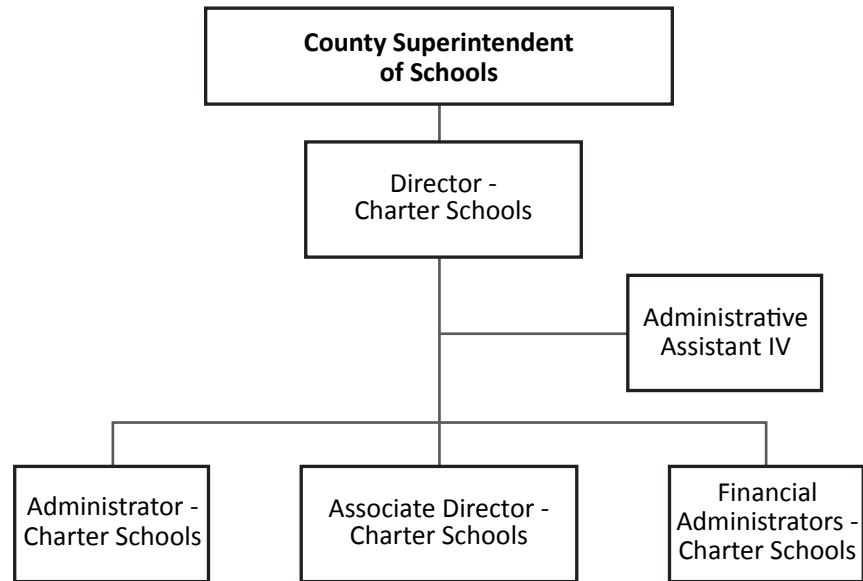 County Superintendent
of Schools
Director -
Charter Schools
Administrative
Assistant IV
Administrator -
Charter Schools
Associate Director -
Charter Schools
Financial
Administrators -
Charter Schools